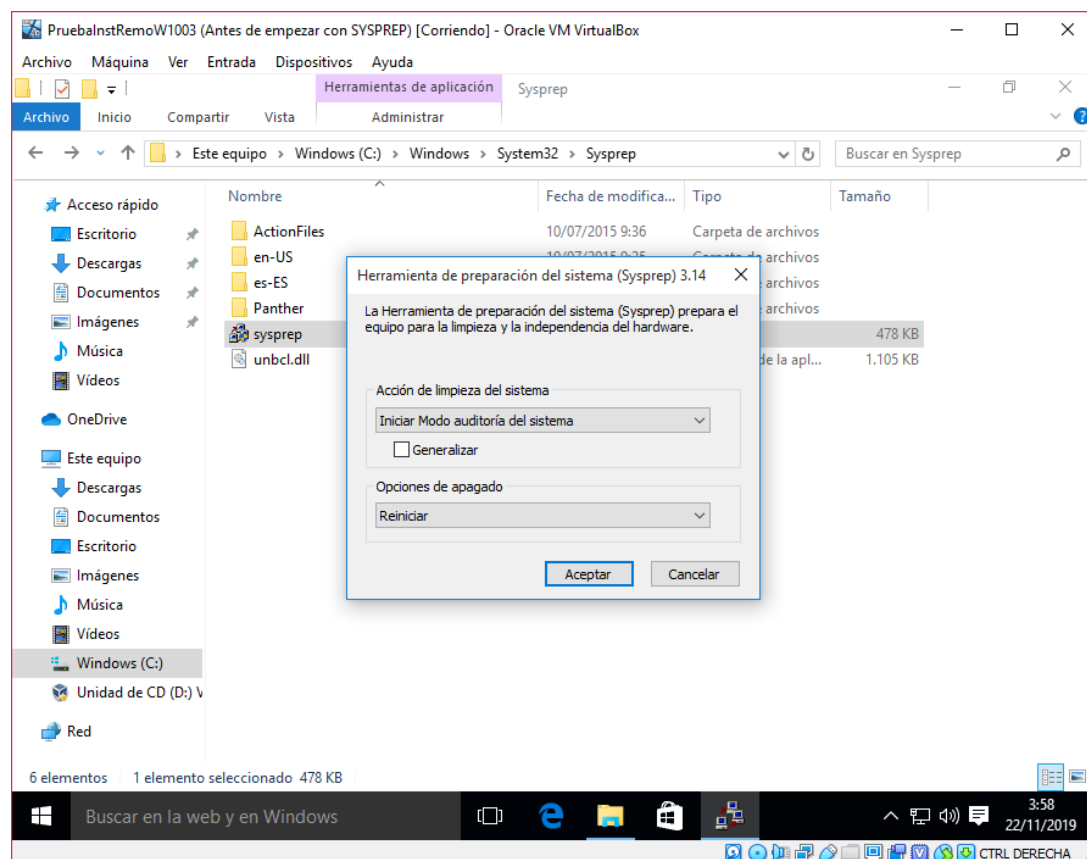 PruebaInstRemoW1003 (Antes de empezar con SYSPREP) [Corriendo] - Oracle VM VirtualBox
Archivo Máquina Ver Entrada Dispositivos Ayuda
Herramientas de aplicación Sysprep
Archivo Inicio Compartir Vista Administrar
Este equipo > Windows (C:) > Windows > System32 > Sysprep
Buscar en Sysprep
Acceso rápido
Escritorio
Descargas
Documentos
Imágenes
Música
Vídeos
OneDrive
Este equipo
Descargas
Documentos
Escritorio
Imágenes
Música
Vídeos
Windows (C:)
Unidad de CD (D:) V
Red
Nombre Fecha de modifica... Tipo Tamaño
ActionFiles 10/07/2015 9:36 Carpeta de archivos
en-US archivos
es-ES archivos
Panther archivos
sysprep 478 KB
unbcl.dll de la apl... 1.105 KB
Herramienta de preparación del sistema (Sysprep) 3.14
La Herramienta de preparación del sistema (Sysprep) prepara el
equipo para la limpieza y la independencia del hardware.
Acción de limpieza del sistema
Iniciar Modo auditoría del sistema
Generalizar
Opciones de apagado
Reiniciar
Aceptar Cancelar
6 elementos 1 elemento seleccionado 478 KB
Buscar en la web y en Windows
3:58
22/11/2019
CTRL DERECHA